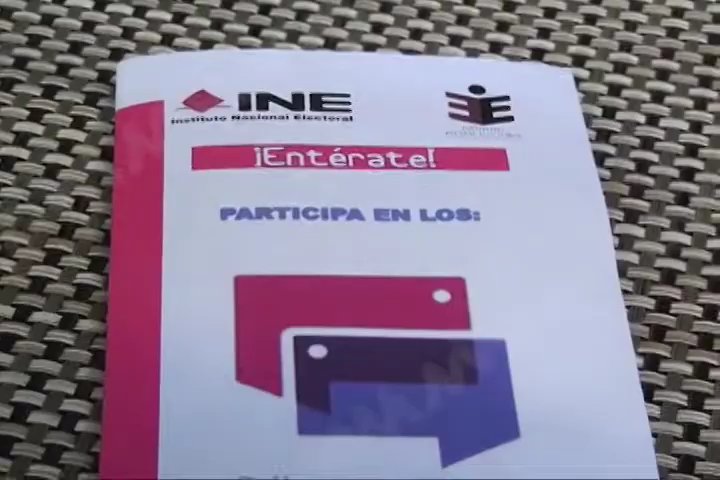 INE
Instituto Nacional Electoral
¡Entérate!
PARTICIPA EN LOS: